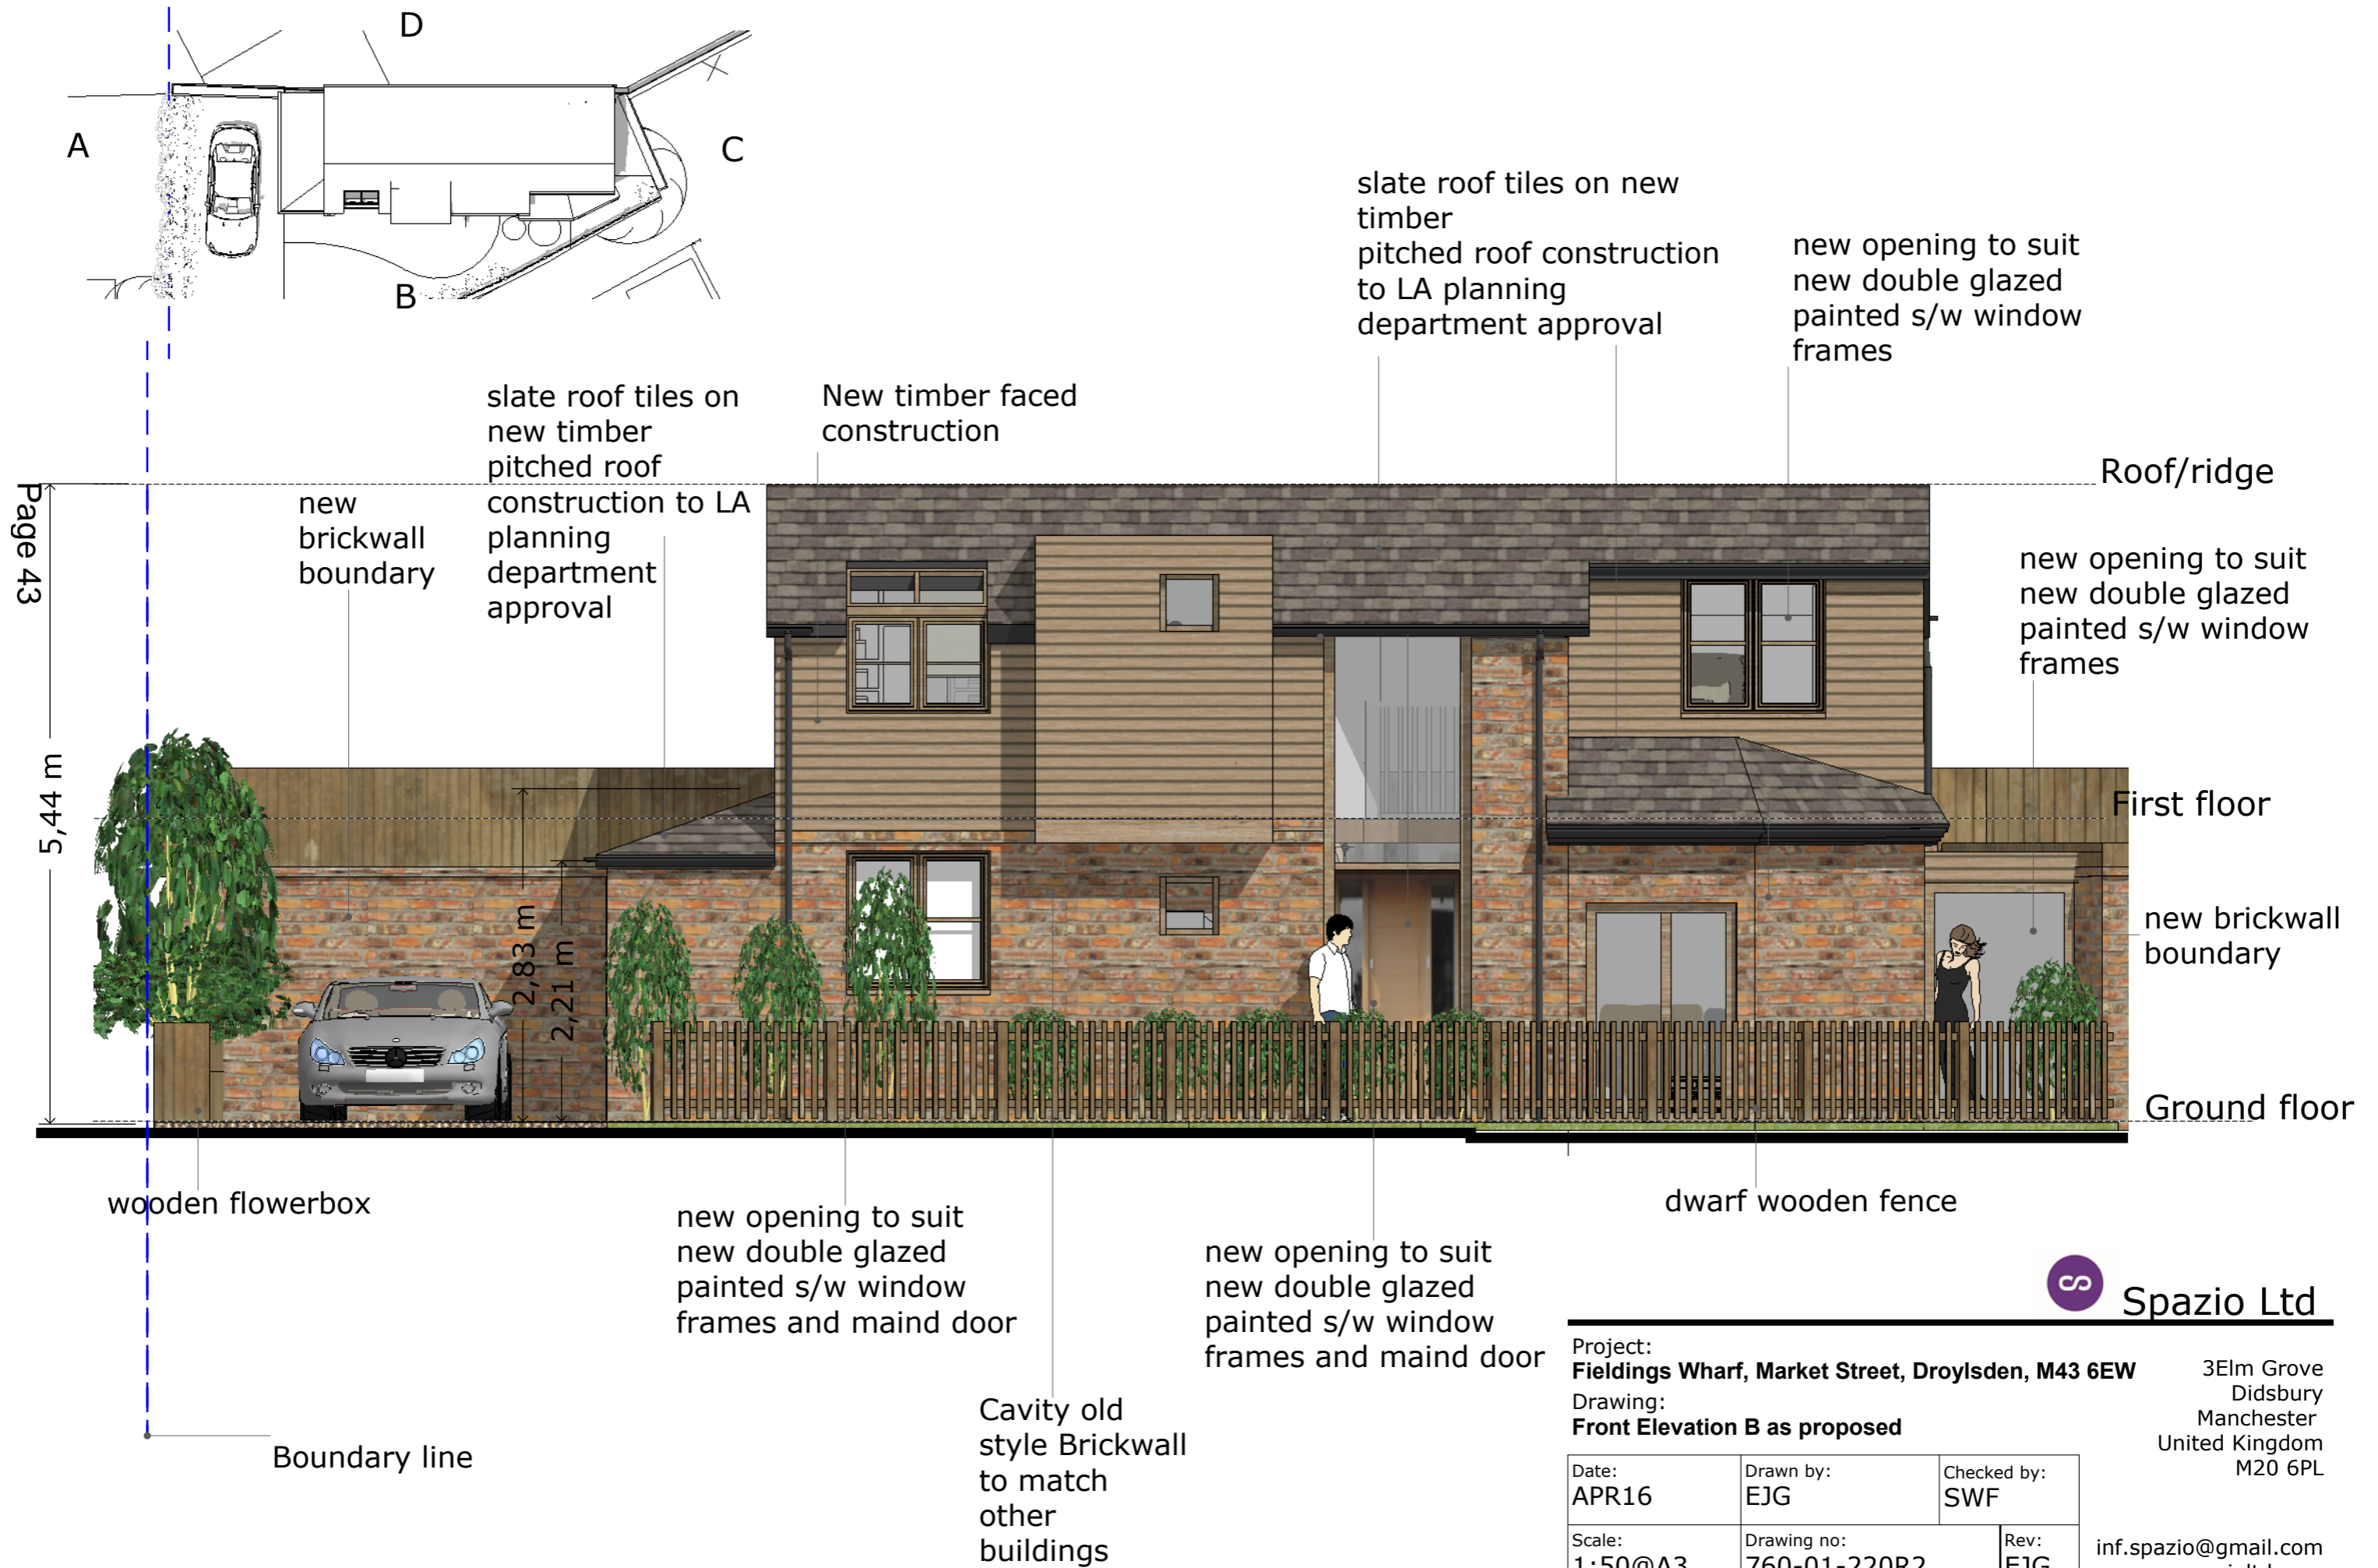 D
A
C
B
slate roof tiles on new
timber
pitched roof construction
to LA planning
department approval
new opening to suit
new double glazed
painted s/w window
frames
slate roof tiles on
new timber
pitched roof
construction to LA
planning
department
approval
New timber faced
construction
Roof/ridge
Page 43
new
brickwall
boundary
new opening to suit
new double glazed
painted s/w window
frames
5,44 m
First floor
2,83 m
2,21 m
new brickwall
boundary
Ground floor
wooden flowerbox
new opening to suit
new double glazed
painted s/w window
frames and maind door
new opening to suit
new double glazed
painted s/w window
frames and maind door
dwarf wooden fence
Cavity old
style Brickwall
to match
other
buildings
Boundary line
Spazio Ltd
Project:
Fieldings Wharf, Market Street, Droylsden, M43 6EW
Drawing:
Front Elevation B as proposed
3Elm Grove
Didsbury
Manchester
United Kingdom
M20 6PL
Date:
APR16
Drawn by:
EJG
Checked by:
SWF
Scale:
1:50@A3
Drawing no:
760-01-220R2
Rev:
EJG
inf.spazio@gmail.com